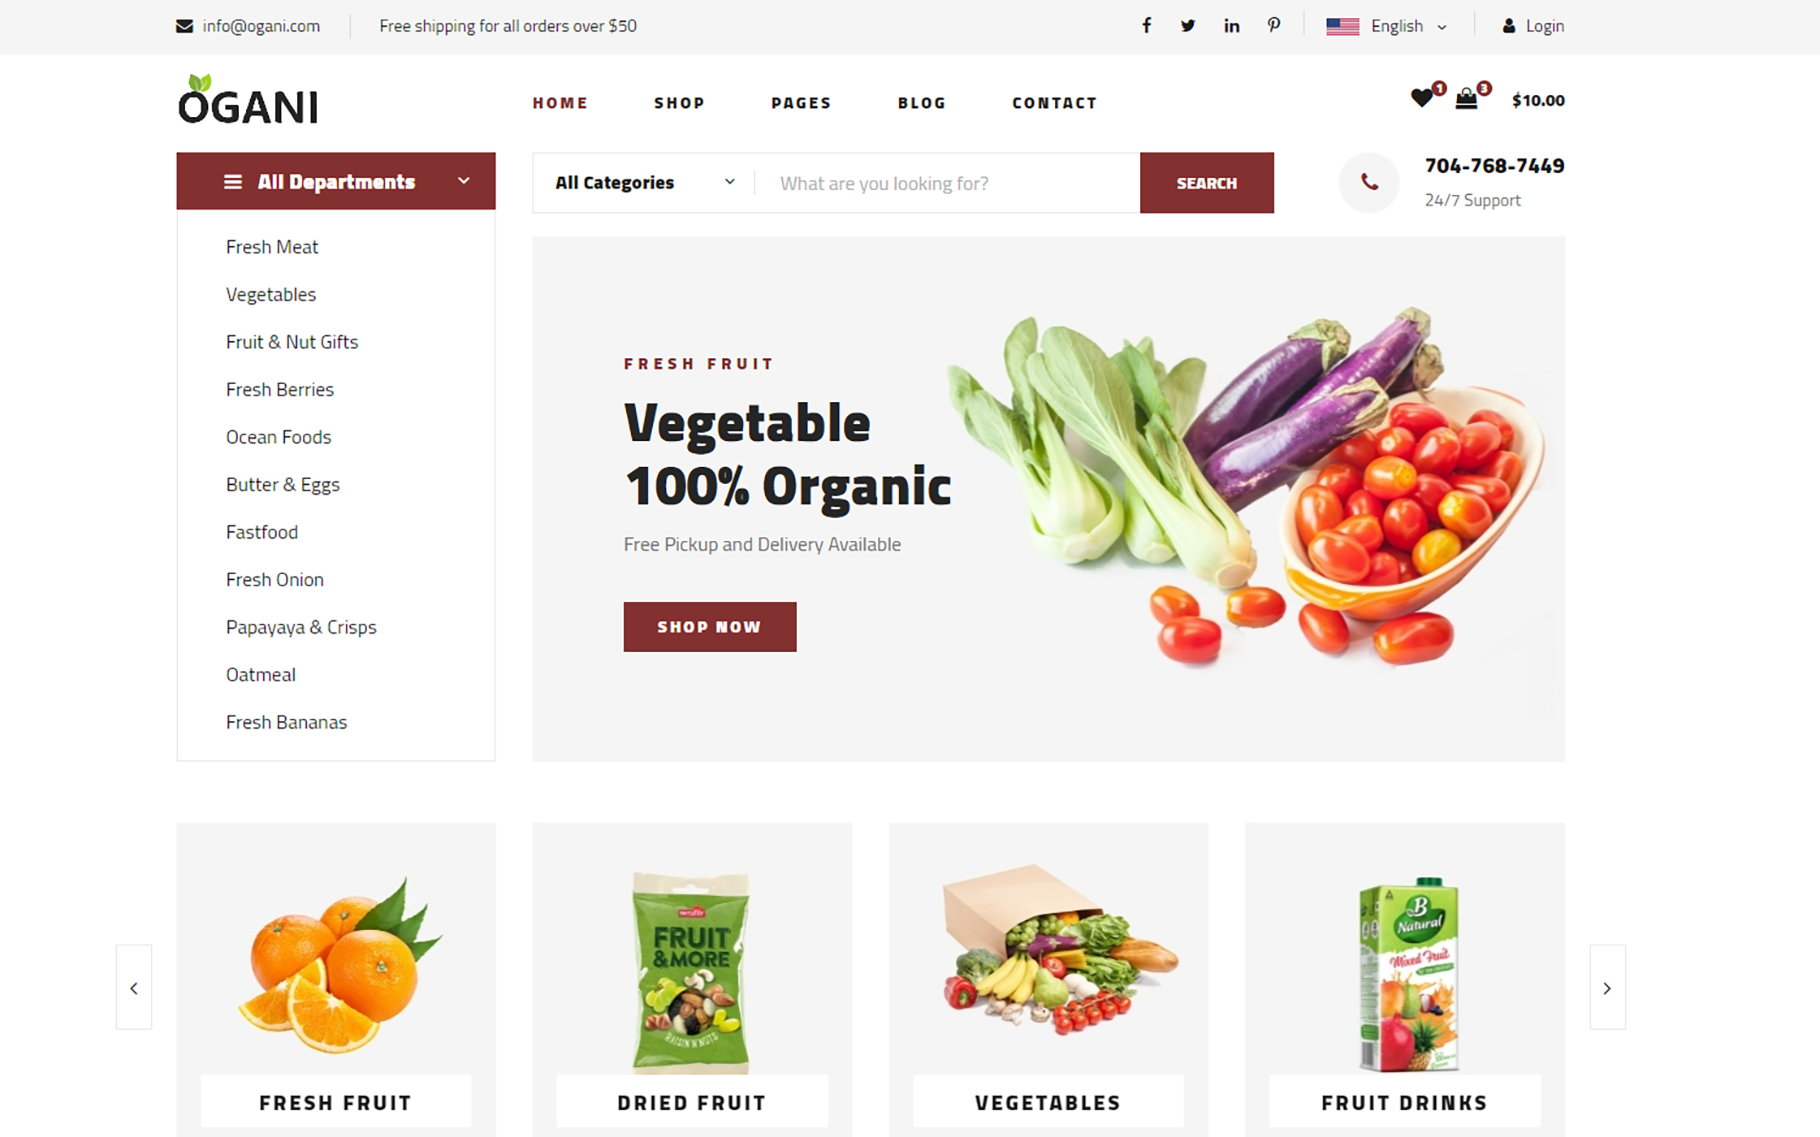 info@ogani.com
Free shipping for all orders over $50
English
Login
OGANI
HOME
SHOP
PAGES
BLOG
CONTACT
1
3
$10.00
All Departments
All Categories
What are you looking for?
SEARCH
704-768-7449
24/7 Support
Fresh Meat
Vegetables
Fruit & Nut Gifts
Fresh Berries
Ocean Foods
Butter & Eggs
Fastfood
Fresh Onion
Papayaya & Crisps
Oatmeal
Fresh Bananas
FRESH FRUIT
Vegetable
100% Organic
Free Pickup and Delivery Available
SHOP NOW
FRUIT
&MORE
RAISIN N NUTS
B
Natural
Mixed Fruit
FRESH FRUIT
DRIED FRUIT
VEGETABLES
FRUIT DRINKS